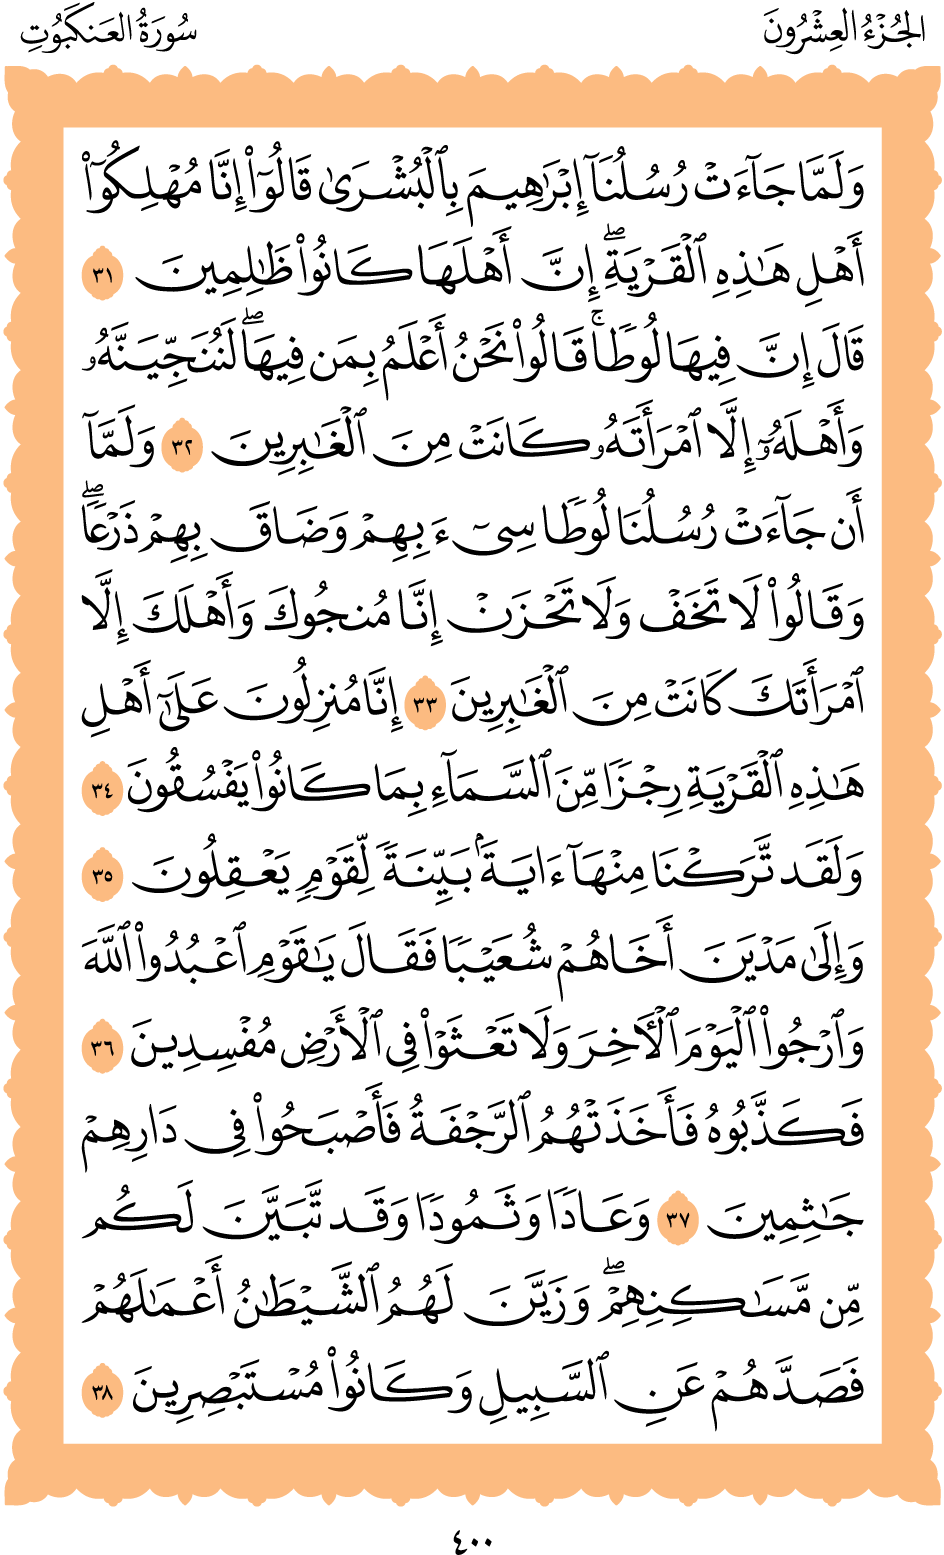 الجُزْءُ العِشْرُونَ
سُورَةُ العَنكَبُوتِ
وَلَمَّا جَآءَتْ رُسُلُنَآ إِبْرَٰهِيمَ بِٱلْبُشْرَىٰ قَالُوٓا۟ إِنَّا مُهْلِكُوٓا۟
أَهْلِ هَٰذِهِ ٱلْقَرْيَةِ ۖ إِنَّ أَهْلَهَا كَانُوا۟ ظَٰلِمِينَ ٣١
قَالَ إِنَّ فِيهَا لُوطًا ۚ قَالُوا۟ نَحْنُ أَعْلَمُ بِمَن فِيهَا ۖ لَنُنَجِّيَنَّهُۥ
وَأَهْلَهُۥٓ إِلَّا ٱمْرَأَتَهُۥ كَانَتْ مِنَ ٱلْغَٰبِرِينَ ٣٢ وَلَمَّآ
أَن جَآءَتْ رُسُلُنَا لُوطًا سِىٓءَ بِهِمْ وَضَاقَ بِهِمْ ذَرْعًا ۖ
وَقَالُوا۟ لَا تَخَفْ وَلَا تَحْزَنْ ۖ إِنَّا مُنَجُّوكَ وَأَهْلَكَ إِلَّا
ٱمْرَأَتَكَ كَانَتْ مِنَ ٱلْغَٰبِرِينَ ٣٣ إِنَّا مُنزِلُونَ عَلَىٰٓ أَهْلِ
هَٰذِهِ ٱلْقَرْيَةِ رِجْزًا مِّنَ ٱلسَّمَآءِ بِمَا كَانُوا۟ يَفْسُقُونَ ٣٤
وَلَقَد تَّرَكْنَا مِنْهَآ ءَايَةًۢ بَيِّنَةً لِّقَوْمٍ يَعْقِلُونَ ٣٥
وَإِلَىٰ مَدْيَنَ أَخَاهُمْ شُعَيْبًا فَقَالَ يَٰقَوْمِ ٱعْبُدُوا۟ ٱللَّهَ
وَٱرْجُوا۟ ٱلْيَوْمَ ٱلْءَاخِرَ وَلَا تَعْثَوْا۟ فِى ٱلْأَرْضِ مُفْسِدِينَ ٣٦
فَكَذَّبُوهُ فَأَخَذَتْهُمُ ٱلرَّجْفَةُ فَأَصْبَحُوا۟ فِى دَارِهِمْ
جَٰثِمِينَ ٣٧ وَعَادًا وَثَمُودَا۟ وَقَد تَّبَيَّنَ لَكُم
مِّن مَّسَٰكِنِهِمْ ۖ وَزَيَّنَ لَهُمُ ٱلشَّيْطَٰنُ أَعْمَٰلَهُمْ
فَصَدَّهُمْ عَنِ ٱلسَّبِيلِ وَكَانُوا۟ مُسْتَبْصِرِينَ ٣٨
٤٠٠